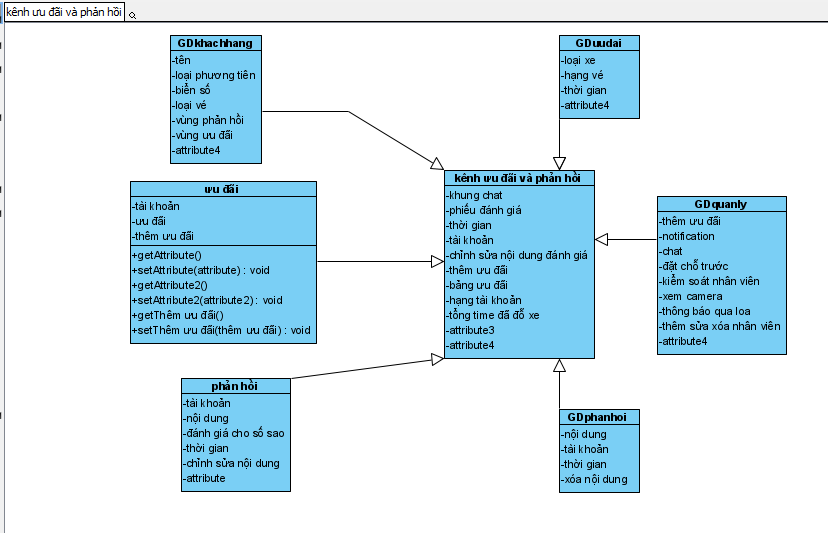 kênh ưu đãi và phản hồi
GDkhachhang
-tên
-loại phương tiên
-biển số
-loại vé
-vùng phản hồi
-vùng ưu đãi
-attribute4
GDuudai
-loại xe
-hạng vé
-thời gian
-attribute4
ưu đãi
-tài khoản
-ưu đãi
-thêm ưu đãi
+getAttribute()
+setAttribute(attribute) : void
+getAttribute2()
+setAttribute2(attribute2) : void
+getThêm ưu đãi()
+setThêm ưu đãi(thêm ưu đãi) : void
kênh ưu đãi và phản hồi
-khung chat
-phiếu đánh giá
-thời gian
-tài khoản
-chỉnh sửa nội dung đánh giá
-thêm ưu đãi
-bảng ưu đãi
-hạng tài khoản
-tổng time đã đỗ xe
-attribute3
-attribute4
GDquanly
-thêm ưu đãi
-notification
-chat
-đặt chỗ trước
-kiểm soát nhân viên
-xem camera
-thông báo qua loa
-thêm sửa xóa nhân viên
-attribute4
phản hồi
-tài khoản
-nội dung
-đánh giá cho số sao
-thời gian
-chỉnh sửa nội dung
-attribute
GDphanhoi
-nội dung
-tài khoản
-thời gian
-xóa nội dung